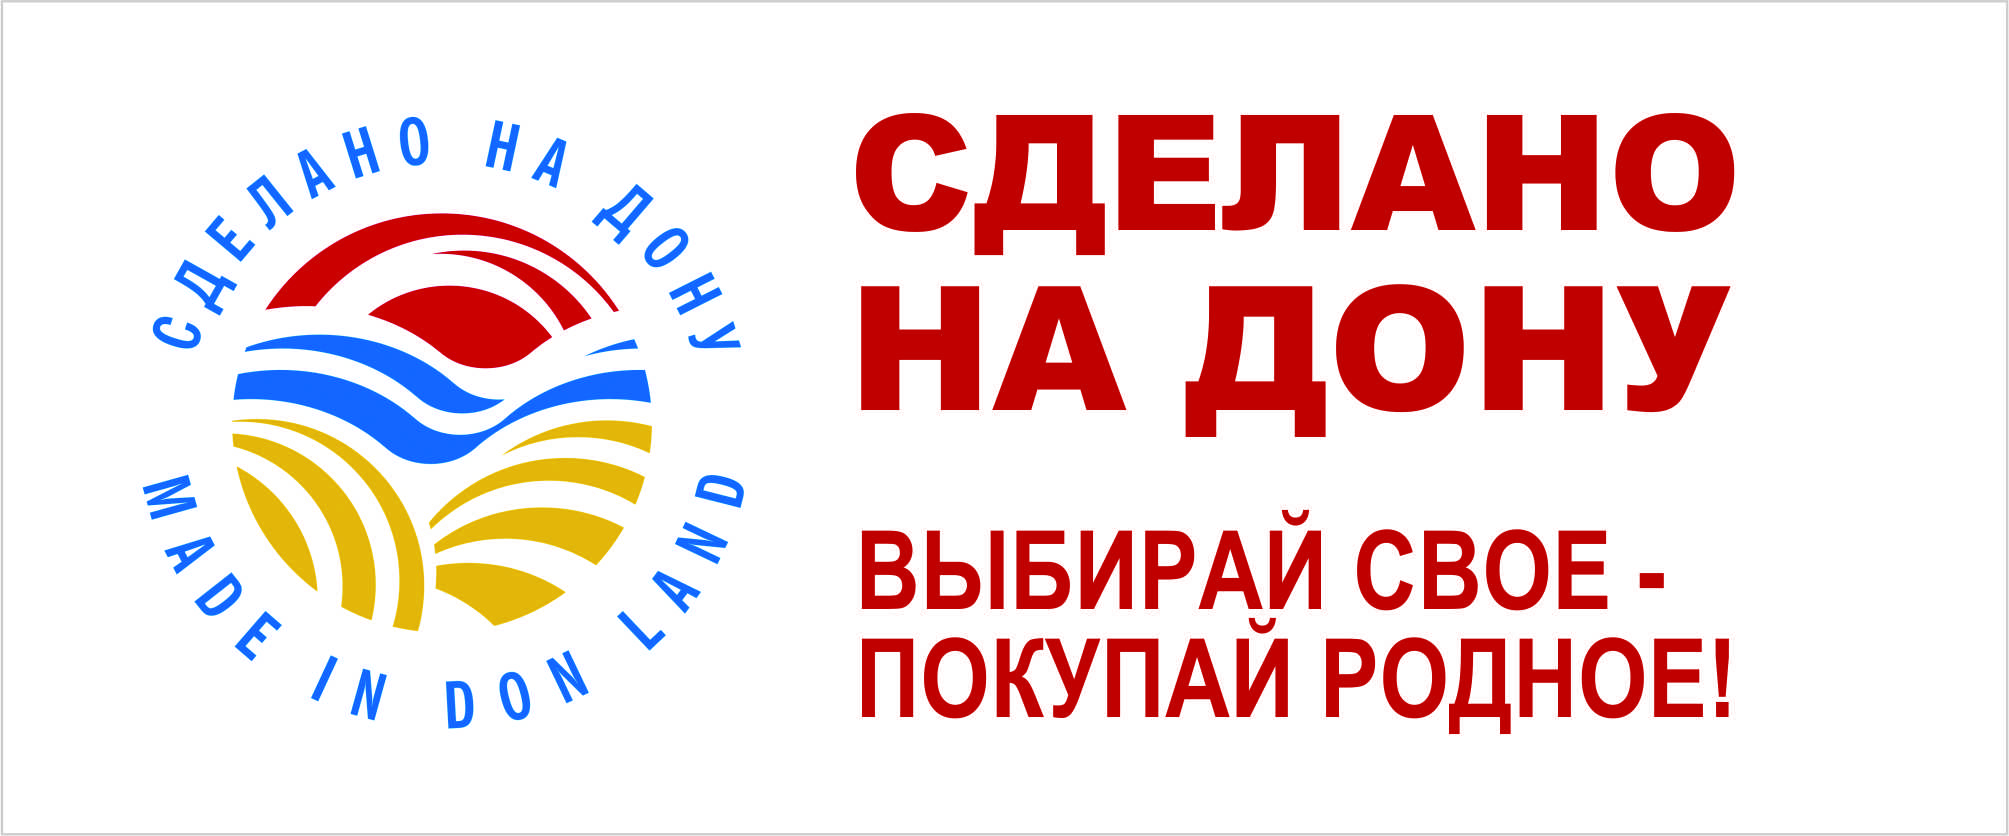 СДЕЛАНО НА ДОНУ
MADE IN DON LAND
СДЕЛАНО
НА ДОНУ
ВЫБИРАЙ СВОЕ -
ПОКУПАЙ РОДНОЕ!